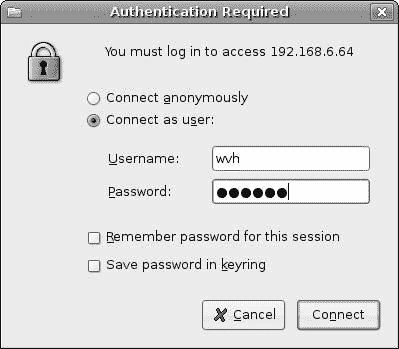 Authentication Required
You must log in to access 192.168.6.64
Connect anonymously
Connect as user:
Username: wvh
Password: ●●●●●●
Remember password for this session
Save password in keyring
Cancel Connect